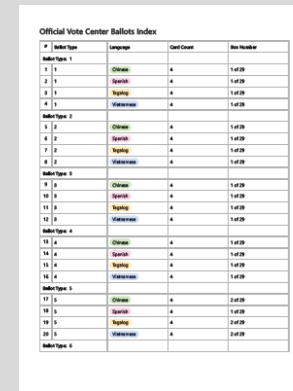 Official Vote Center Ballots Index
# Ballot Type Language Card Count Box Number
Ballot Type: 1
1 1 Chinese 4 1 of 29
2 1 Spanish 4 1 of 29
3 1 Tagalog 4 1 of 29
4 1 Vietnamese 4 1 of 29
Ballot Type: 2
5 2 Chinese 4 1 of 29
6 2 Spanish 4 1 of 29
7 2 Tagalog 4 1 of 29
8 2 Vietnamese 4 1 of 29
Ballot Type: 3
9 3 Chinese 4 1 of 29
10 3 Spanish 4 1 of 29
11 3 Tagalog 4 1 of 29
12 3 Vietnamese 4 1 of 29
Ballot Type: 4
13 4 Chinese 4 1 of 29
14 4 Spanish 4 1 of 29
15 4 Tagalog 4 1 of 29
16 4 Vietnamese 4 1 of 29
Ballot Type: 5
17 5 Chinese 4 2 of 29
18 5 Spanish 4 1 of 29
19 5 Tagalog 4 2 of 29
20 5 Vietnamese 4 2 of 29
Ballot Type: 6